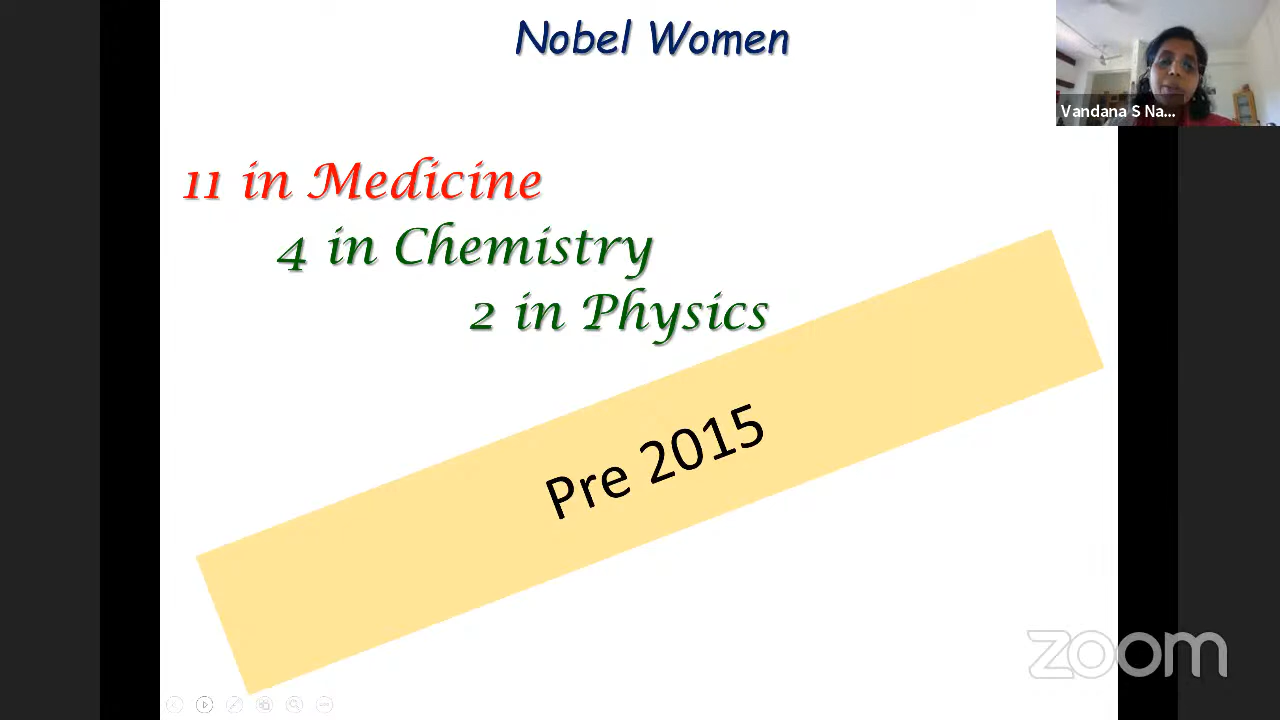 Nobel Women
Vandana S Na...
11 in Medicine
4 in Chemistry
2 in Physics
Pre 2015
zoom